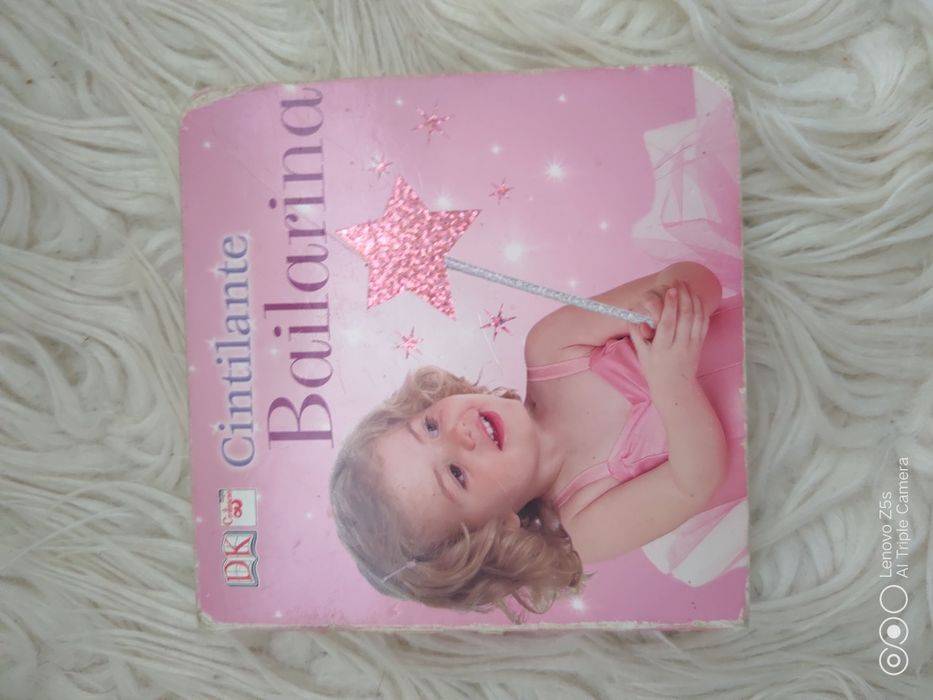 DK
Cintilante
Bailarina
Lenovo Z5s
AI Triple Camera